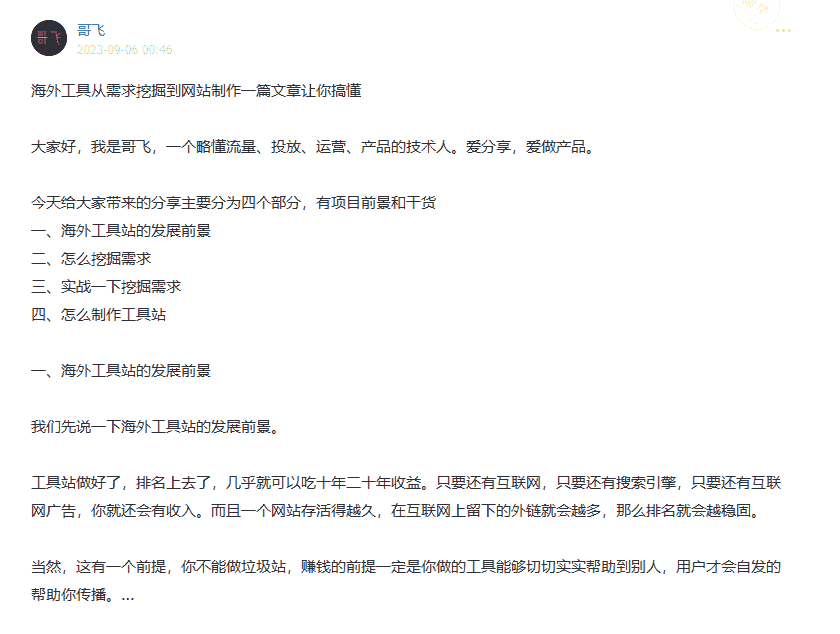 哥飞
2023-09-06 00:46
海外工具从需求挖掘到网站制作一篇文章让你搞懂
大家好，我是哥飞，一个略懂流量、投放、运营、产品的技术人。爱分享，爱做产品。
今天给大家带来的分享主要分为四个部分，有项目前景和干货
一、海外工具站的发展前景
二、怎么挖掘需求
三、实战一下挖掘需求
四、怎么制作工具站
一、海外工具站的发展前景
我们先说一下海外工具站的发展前景。
工具站做好了，排名上去了，几乎就可以吃十年二十年收益。只要还有互联网，只要还有搜索引擎，只要还有互联
网广告，你就还会有收入。而且一个网站存活得越久，在互联网上留下的外链就会越多，那么排名就会越稳固。
当然，这有一个前提，你不能做垃圾站，赚钱的前提一定是你做的工具能够切切实实帮助到别人，用户才会自发的
帮助你传播。...